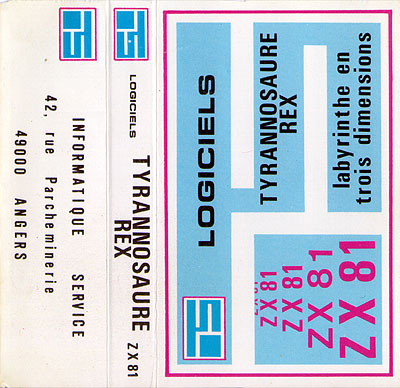 INFORMATIQUE SERVICE
42, rue Parcheminerie
49000 ANGERS
LOGICIELS
TYRANNOSAURE
REX
ZX 81
LOGICIELS
TYRANNOSAURE
REX
labyrinthe en
trois dimensions
ZX 81
ZX 81
ZX 81
ZX 81